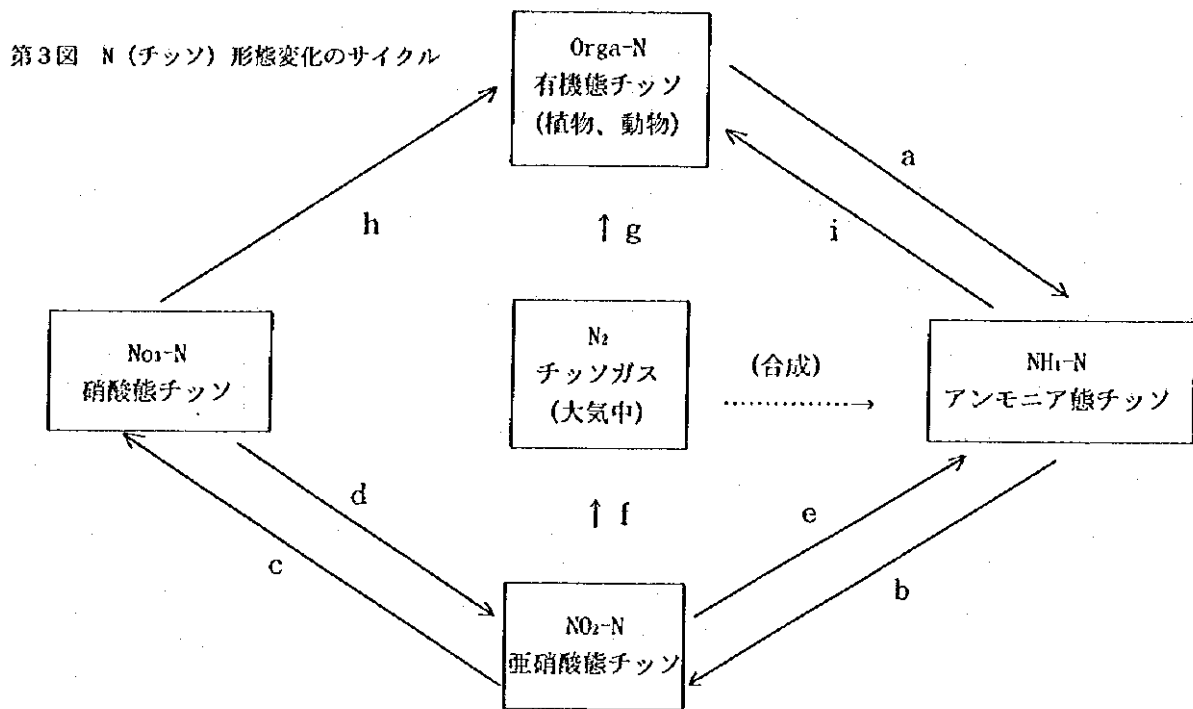 第3図 N (チッソ) 形態変化のサイクル
Orga-N
有機態チッソ
(植物、動物)
a
h
↑ g
i
No₃-N
硝酸態チッソ
N₂
チッソガス
(大気中)
(合成)
NH₄-N
アンモニア態チッソ
d
↑ f
e
c
b
NO₂-N
亜硝酸態チッソ